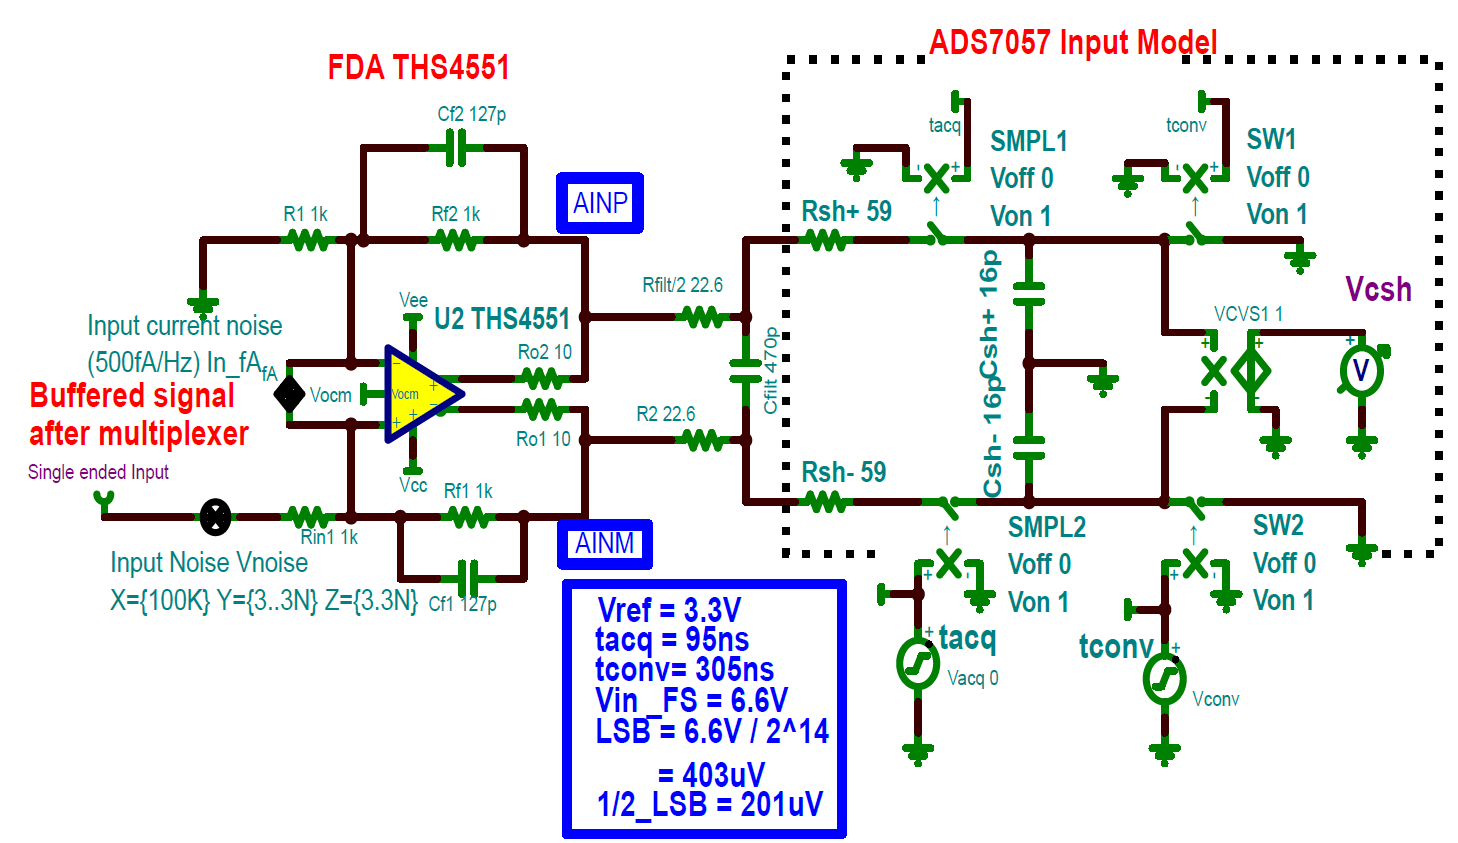 ADS7057 Input Model
FDA THS4551
Cf2 127p
tacq
SMPL1
Voff 0
Von 1
tconv
SW1
Voff 0
Von 1
AINP
R1 1k
Rf2 1k
Rsh+ 59
- +
- +
↑
↑
Input current noise
(500fA/Hz) In_fA
fA
Vee
U2 THS4551
Rfilt/2 22.6
Csh+ 16p
VCVS1 1
Vcsh
Buffered signal
after multiplexer
Vocm
Vocm
Ro2 10
Ro1 10
Cfilt 470p
V
Single ended Input
Vcc
R2 22.6
Csh- 16p
Rf1 1k
Rsh- 59
Rin1 1k
AINM
SMPL2
Voff 0
Von 1
SW2
Voff 0
Von 1
↑
↑
+ -
+ -
Input Noise Vnoise
X={100K} Y={3..3N} Z={3.3N}
Cf1 127p
Vref = 3.3V
tacq = 95ns
tconv= 305ns
Vin _FS = 6.6V
LSB = 6.6V / 2^14
= 403uV
1/2_LSB = 201uV
tacq
Vacq 0
tconv
Vconv